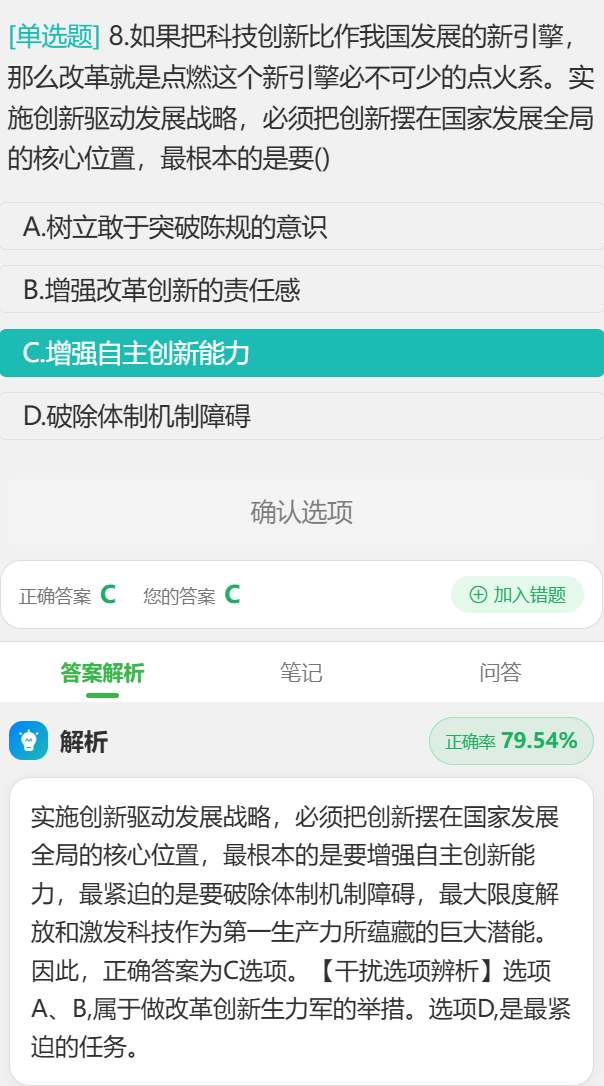 [单选题] 8.如果把科技创新比作我国发展的新引擎，
那么改革就是点燃这个新引擎必不可少的点火系。实
施创新驱动发展战略，必须把创新摆在国家发展全局
的核心位置，最根本的是要()
A.树立敢于突破陈规的意识
B.增强改革创新的责任感
C.增强自主创新能力
D.破除体制机制障碍
确认选项
正确答案 C 您的答案 C 加入错题
答案解析 笔记 问答
解析 正确率 79.54%
实施创新驱动发展战略，必须把创新摆在国家发展
全局的核心位置，最根本的是要增强自主创新能
力，最紧迫的是要破除体制机制障碍，最大限度解
放和激发科技作为第一生产力所蕴藏的巨大潜能。
因此，正确答案为C选项。【干扰选项辨析】选项
A、B,属于做改革创新生力军的举措。选项D,是最紧
迫的任务。